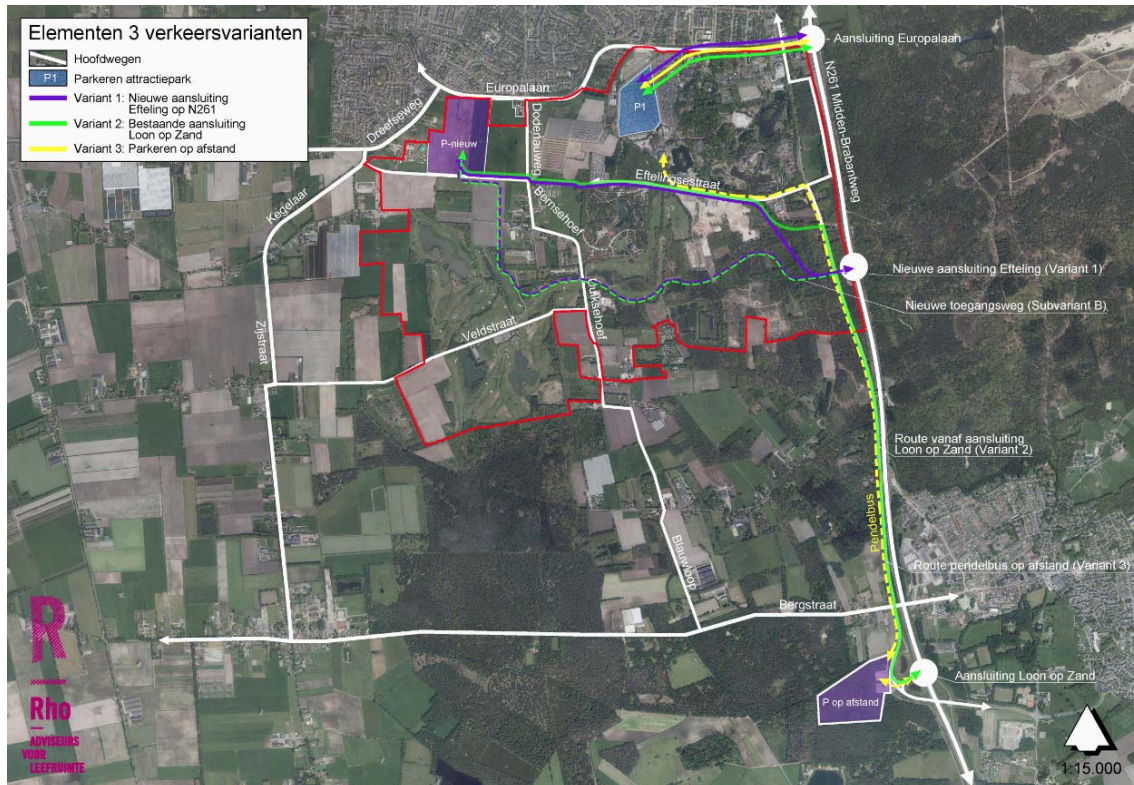 Elementen 3 verkeersvarianten
Hoofdwegen
P1
Parkeren attractiepark
Variant 1: Nieuwe aansluiting
Efteling op N261
Variant 2: Bestaande aansluiting
Loon op Zand
Variant 3: Parkeren op afstand
Aansluiting Europalaan
Europalaan
N261 Midden-Brabantweg
Dreefseweg
P1
P-nieuw
Dodenauweg
Eftelingsestraat
Kegelaar
Bernsehoef
Nieuwe aansluiting Efteling (Variant 1)
Nieuwe toegangsweg (Subvariant B)
Duiksehoef
Zijstraat
Veldstraat
Route vanaf aansluiting
Loon op Zand (Variant 2)
Pendelbus
Route pendelbus op afstand (Variant 3)
Blauwloop
Bergstraat
Aansluiting Loon op Zand
P op afstand
R
Rho
ADVISEURS
VOOR
LEEFRUIMTE
1:15.000